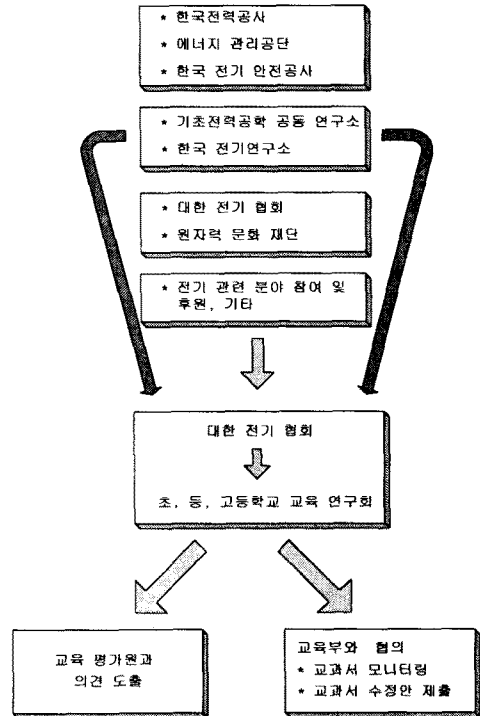 * 한국전력공사
* 에너지 관리공단
* 한국 전기 안전공사
* 기초전력공학 공동 연구소
* 한국 전기연구소
* 대한 전기 협회
* 원자력 문화 재단
* 전기 관련 분야 참여 및
후원, 기타
대한 전기 협회
초, 등, 고등학교 교육 연구회
교육 평가원과
의견 도출
교육부와 협의
* 교과서 모니터링
* 교과서 수정안 제출